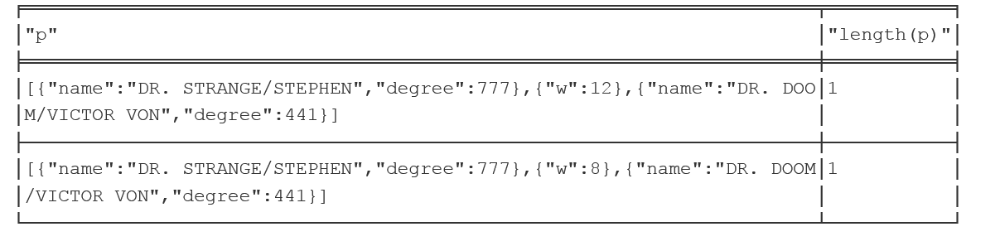 "p" "length(p)"
[{"name":"DR. STRANGE/STEPHEN","degree":777},{"w":12},{"name":"DR. DOO 1
M/VICTOR VON","degree":441}]
[{"name":"DR. STRANGE/STEPHEN","degree":777},{"w":8},{"name":"DR. DOOM 1
/VICTOR VON","degree":441}]